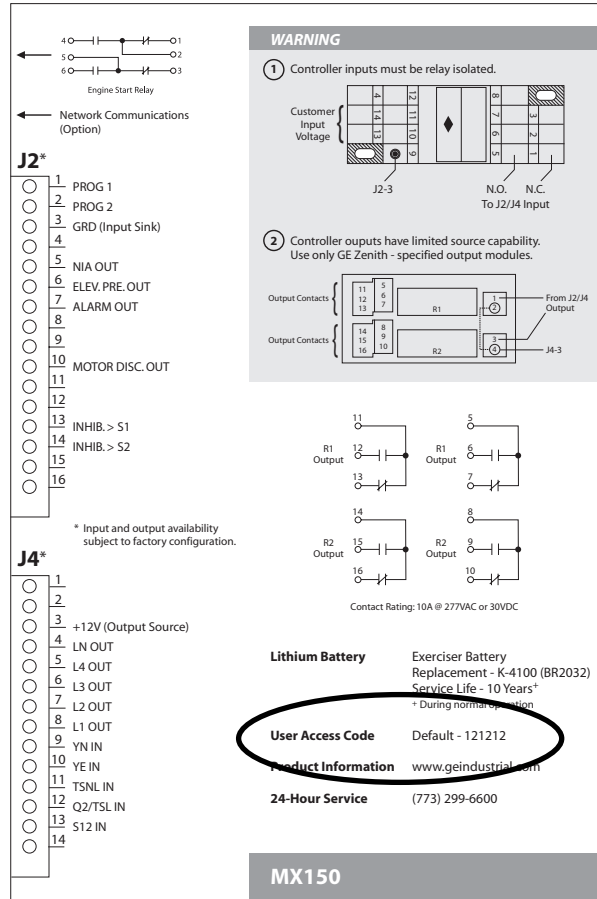 4
1
2
5
6
3
Engine Start Relay
Network Communications
(Option)
J2*
1 PROG 1
2 PROG 2
3 GRD (Input Sink)
4
5 NIA OUT
6 ELEV. PRE. OUT
7 ALARM OUT
8
9
10 MOTOR DISC. OUT
11
12
13 INHIB. > S1
14 INHIB. > S2
15
16
* Input and output availability
subject to factory configuration.
J4*
1
2
3 +12V (Output Source)
4 LN OUT
5 L4 OUT
6 L3 OUT
7 L2 OUT
8 L1 OUT
9 YN IN
10 YE IN
11 TSNL IN
12 Q2/TSL IN
13 S12 IN
14
WARNING
1 Controller inputs must be relay isolated.
Customer
Input
Voltage
4 12 8
14 11 7 3
13 10 6 2
9 5 1
J2-3
N.O. N.C.
To J2/J4 Input
2 Controller ouputs have limited source capability.
Use only GE Zenith - specified output modules.
Output Contacts
11 5
12 6
13 7
R1
1
2
From J2/J4
Output
Output Contacts
14 8
15 9
16 10
R2
3
4
J4-3
11
R1
Output
12
13
5
R1
Output
6
7
14
R2
Output
15
16
8
R2
Output
9
10
Contact Rating: 10A @ 277VAC or 30VDC
Lithium Battery Exerciser Battery
Replacement - K-4100 (BR2032)
Service Life - 10 Years+
+ During normal operation
User Access Code Default - 121212
Product Information www.geindustrial.com
24-Hour Service (773) 299-6600
MX150